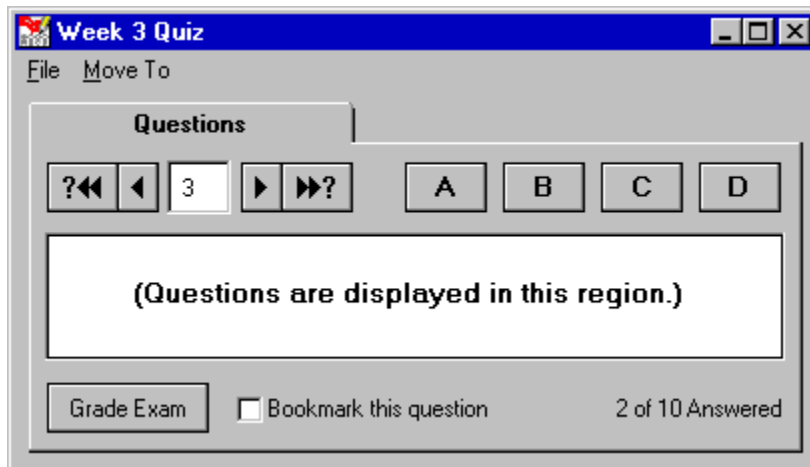 Week 3 Quiz
File Move To
Questions
? 3 ? A B C D
(Questions are displayed in this region.)
Grade Exam Bookmark this question 2 of 10 Answered